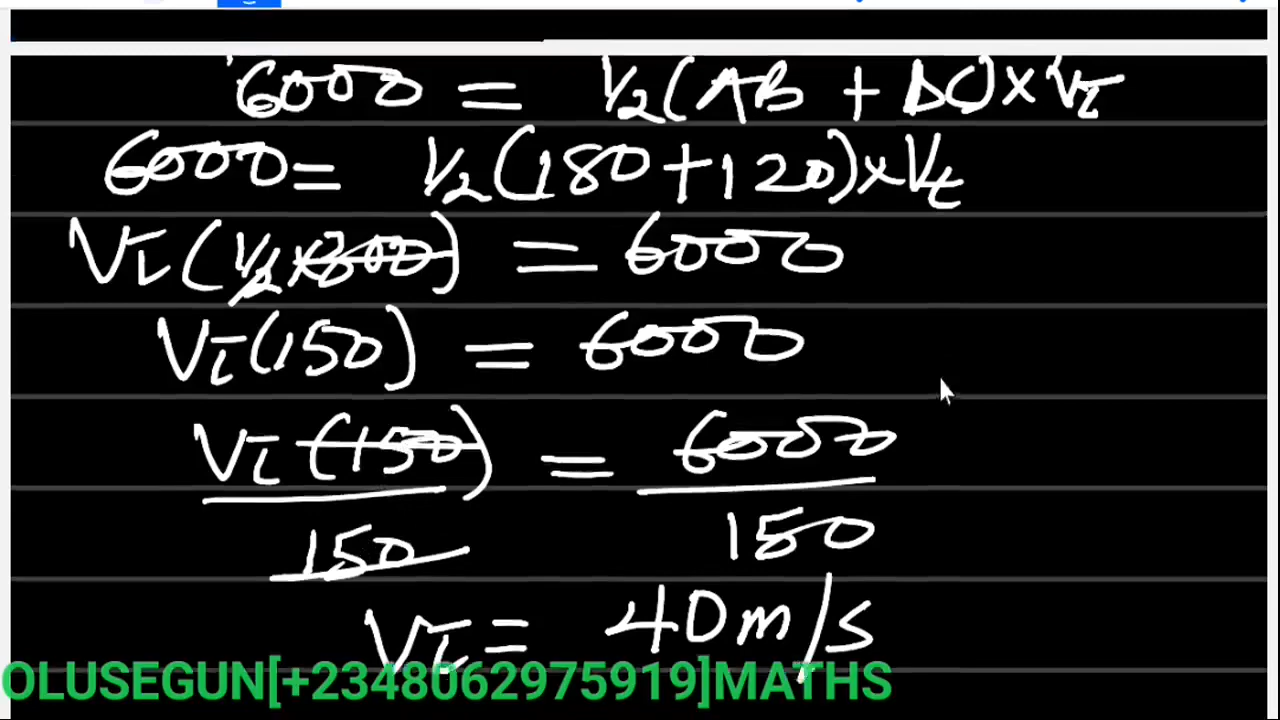 6000 = 1/2(AB + DC)×Vt
6000 = 1/2(180+120)×Vt
Vt(1/2×300) = 6000
Vt(150) = 6000
Vt(150) = 6000
150 150
Vt = 40m/s
OLUSEGUN[+2348062975919]MATHS